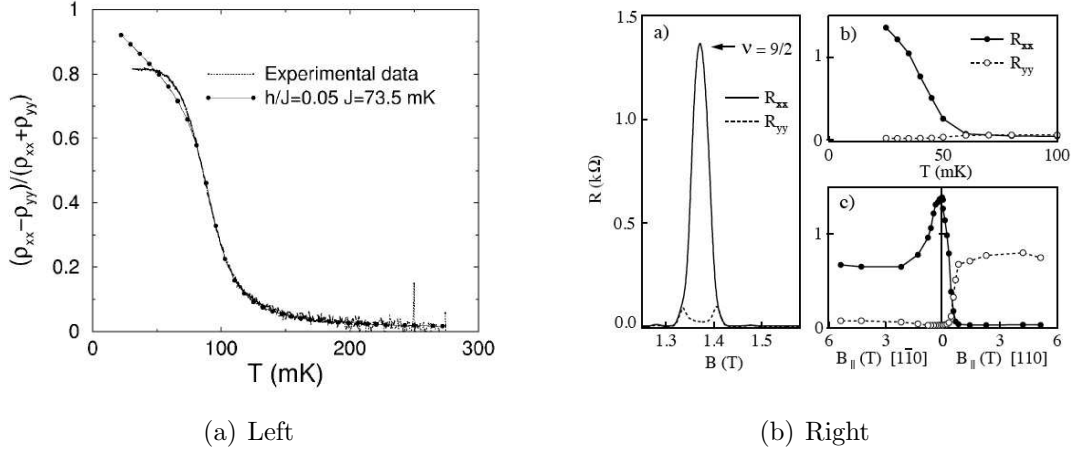 1
0.8
0.6
0.4
0.2
0
(ρxx−ρyy)/(ρxx+ρyy)
Experimental data
h/J=0.05 J=73.5 mK
0 100 200 300
T (mK)
(a) Left
a)
ν = 9/2
Rxx
Ryy
1.5
1.0
0.5
0.0
R (kΩ)
1.3 1.4 1.5
B (T)
b)
Rxx
Ryy
1
0
0 50 100
T (mK)
c)
1
0
6 3 0 3 6
B||(T) [11̅0] B||(T) [110]
(b) Right